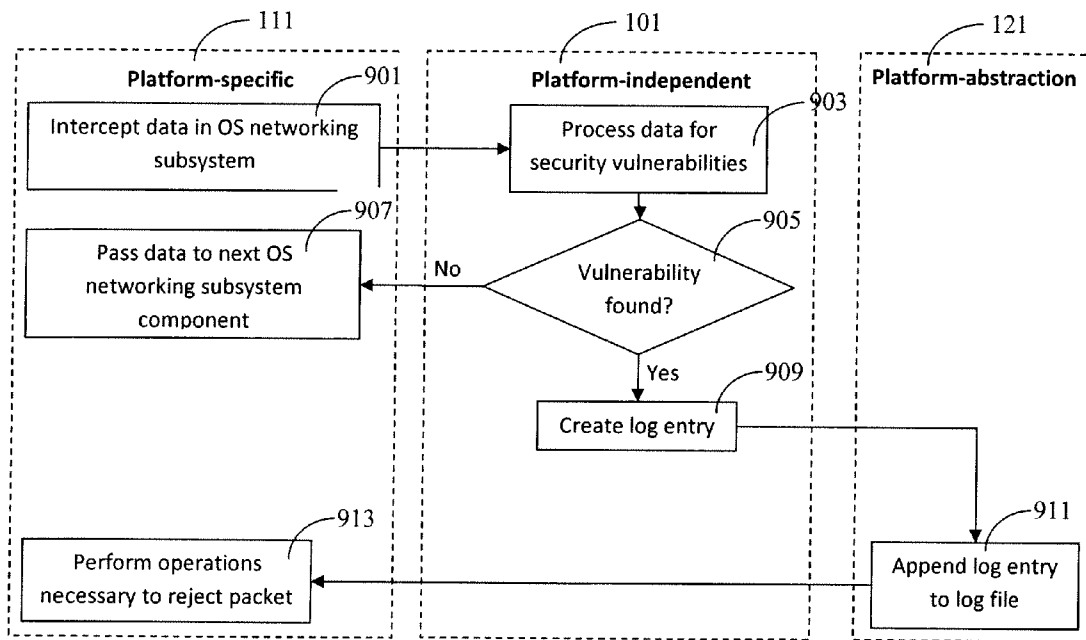 111
101
121
Platform-specific
Platform-independent
Platform-abstraction
901
Intercept data in OS networking
subsystem
903
Process data for
security vulnerabilities
907
Pass data to next OS
networking subsystem
component
905
Vulnerability
found?
No
Yes
909
Create log entry
911
Append log entry
to log file
913
Perform operations
necessary to reject packet